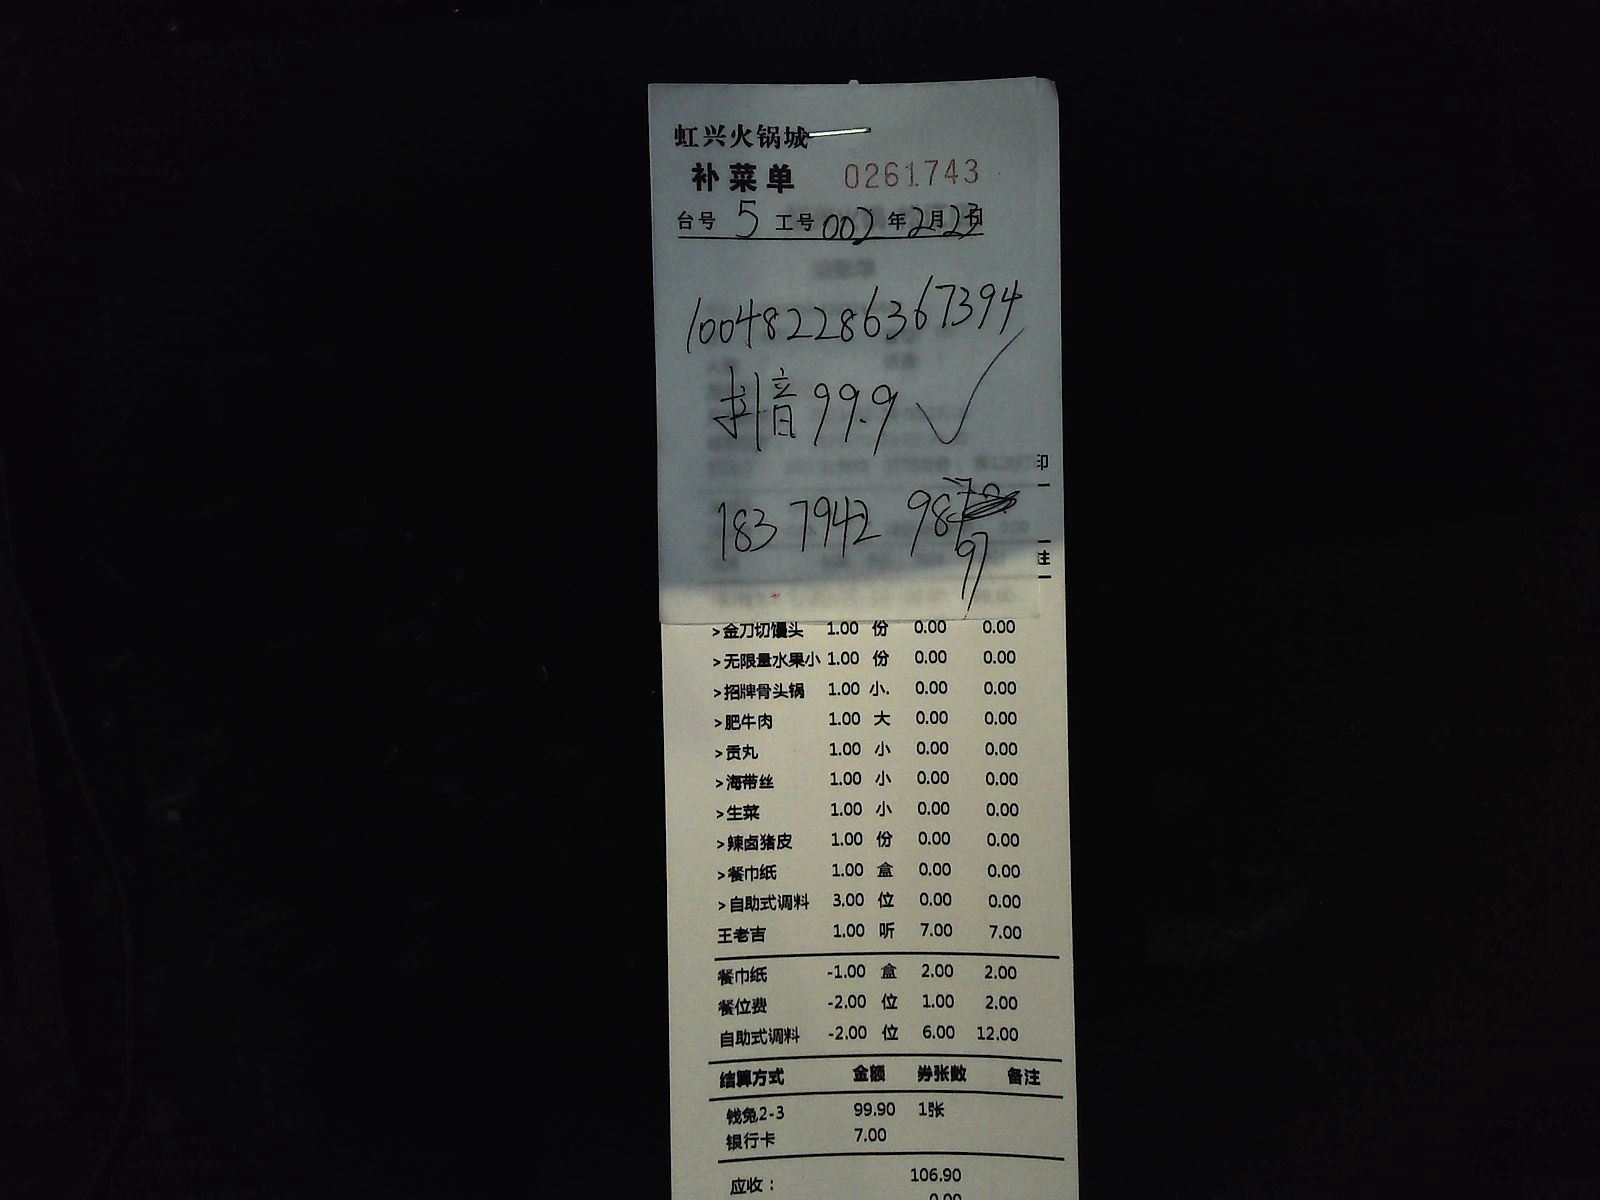 虹兴火锅城
补菜单 0261743
台号 5 工号 002 年 2月 23日
100482286367394
抖音 99.9 ✓
印
183 7942 98
97
注
>金刀切馒头 1.00 份 0.00 0.00
>无限量水果小 1.00 份 0.00 0.00
>招牌骨头锅 1.00 小. 0.00 0.00
>肥牛肉 1.00 大 0.00 0.00
>贡丸 1.00 小 0.00 0.00
>海带丝 1.00 小 0.00 0.00
>生菜 1.00 小 0.00 0.00
>辣卤猪皮 1.00 份 0.00 0.00
>餐巾纸 1.00 盒 0.00 0.00
>自助式调料 3.00 位 0.00 0.00
王老吉 1.00 听 7.00 7.00
餐巾纸 -1.00 盒 2.00 2.00
餐位费 -2.00 位 1.00 2.00
自助式调料 -2.00 位 6.00 12.00
结算方式 金额 券张数 备注
钱兔2-3 99.90 1张
银行卡 7.00
应收： 106.90
0.00